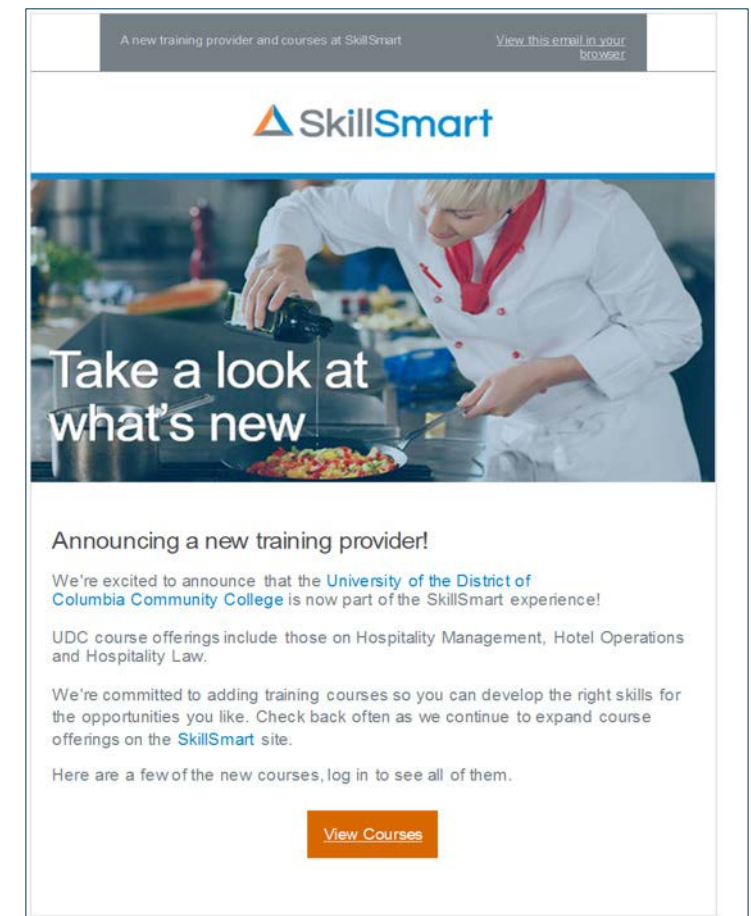 A new training provider and courses at SkillSmart
View this email in your
browser
SkillSmart
Take a look at
what's new
Announcing a new training provider!
We're excited to announce that the University of the District of
Columbia Community College is now part of the SkillSmart experience!
UDC course offerings include those on Hospitality Management, Hotel Operations
and Hospitality Law.
We're committed to adding training courses so you can develop the right skills for
the opportunities you like. Check back often as we continue to expand course
offerings on the SkillSmart site.
Here are a few of the new courses, log in to see all of them.
View Courses